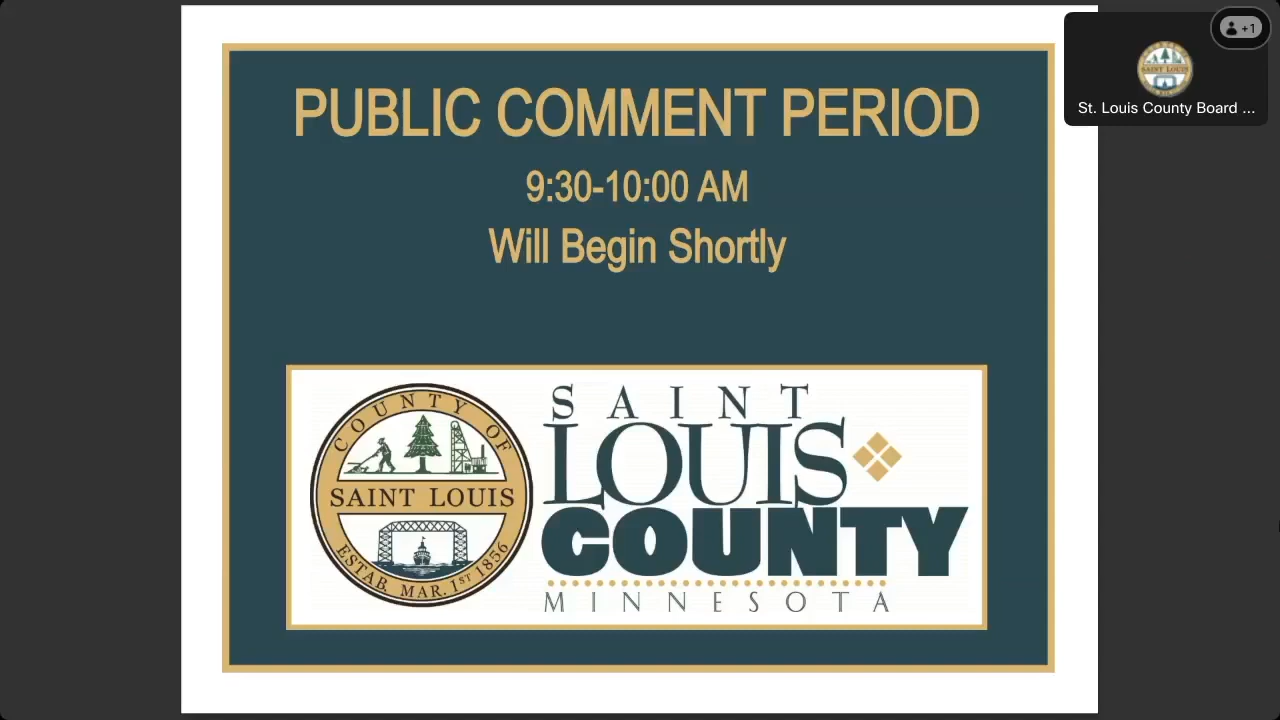 PUBLIC COMMENT PERIOD
9:30-10:00 AM
Will Begin Shortly
+1
St. Louis County Board ...
COUNTY OF
SAINT LOUIS
ESTAB. MAR. 1ST 1856
SAINT
LOUIS
COUNTY
MINNESOTA